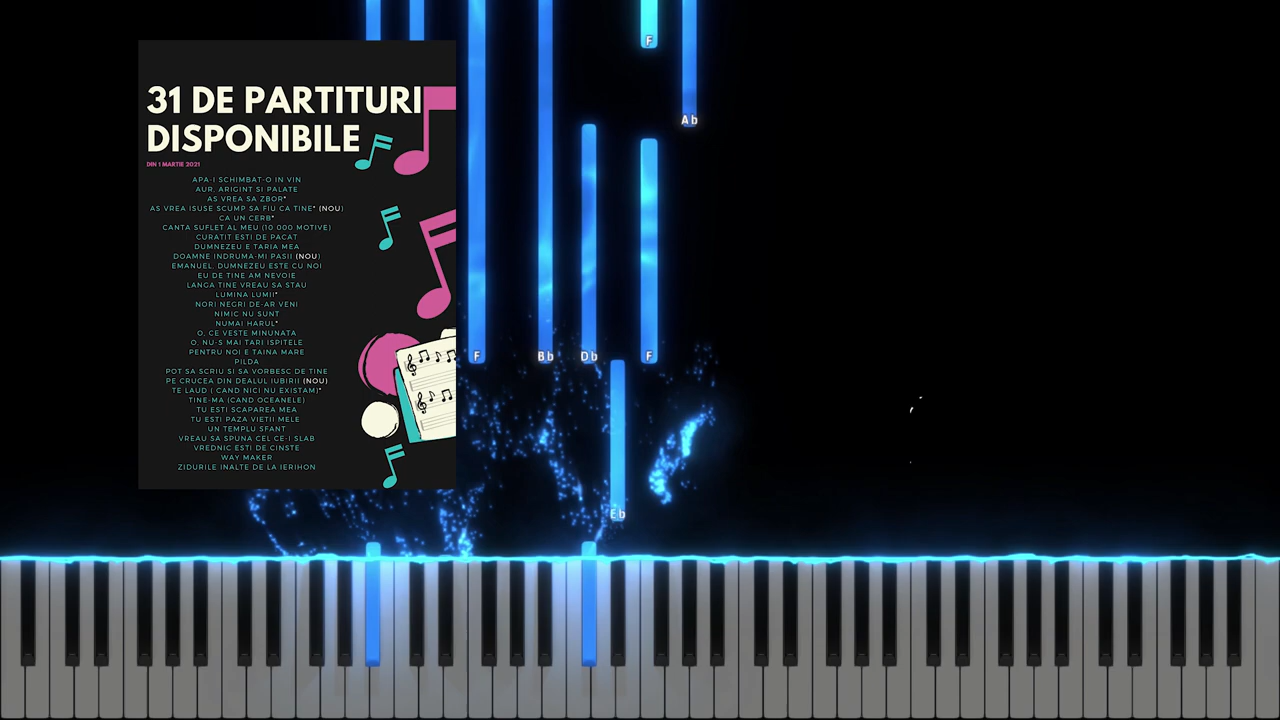 31 DE PARTITURI
DISPONIBILE
DIN 1 MARTIE 2021
APA-I SCHIMBAT-O IN VIN
AUR, ARIGINT SI PALATE
AS VREA SA ZBOR*
AS VREA ISUSE SCUMP SA FIU CA TINE* (NOU)
CA UN CERB*
CANTA SUFLET AL MEU (10 000 MOTIVE)
CURATIT ESTI DE PACAT
DUMNEZEU E TARIA MEA
DOAMNE INDRUMA-MI PASII (NOU)
EMANUEL, DUMNEZEU ESTE CU NOI
EU DE TINE AM NEVOIE
LANGA TINE VREAU SA STAU
LUMINA LUMII*
NORI NEGRI DE-AR VENI
NIMIC NU SUNT
NUMAI HARUL*
O, CE VESTE MINUNATA
O, NU-S MAI TARI ISPITELE
PENTRU NOI E TAINA MARE
PILDA
POT SA SCRIU SI SA VORBESC DE TINE
PE CRUCEA DIN DEALUL IUBIRII (NOU)
TE LAUD ( CAND NICI NU EXISTAM)*
TINE-MA (CAND OCEANELE)
TU ESTI SCAPAREA MEA
TU ESTI PAZA VIETII MELE
UN TEMPLU SFANT
VREAU SA SPUNA CEL CE-I SLAB
VREDNIC ESTI DE CINSTE
WAY MAKER
ZIDURILE INALTE DE LA IERIHON
F
Ab
F Bb Db F
Eb